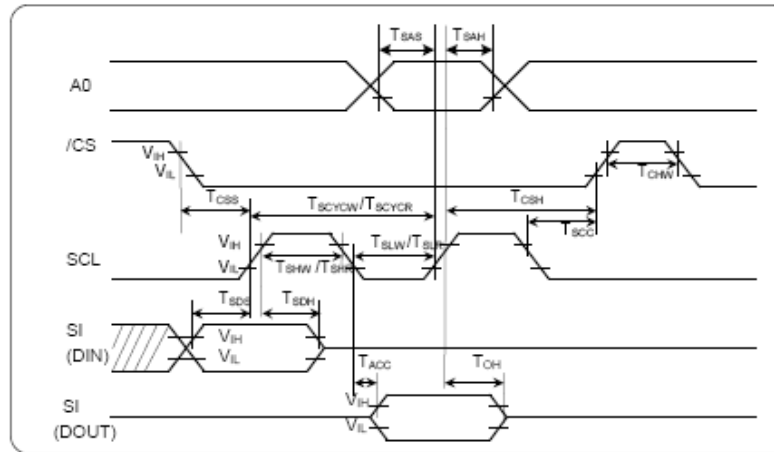 TSAS TSAH
A0
/CS
VIH
VIL
TCHW
TCSS
TSCYCW/TSCYCR
TCSH
TSCC
TSLW/TSLR
SCL
VIH
VIL
TSHW/TSHR
TSDS
TSDH
SI
(DIN)
VIH
VIL
TACC
TOH
SI
(DOUT)
VIH
VIL